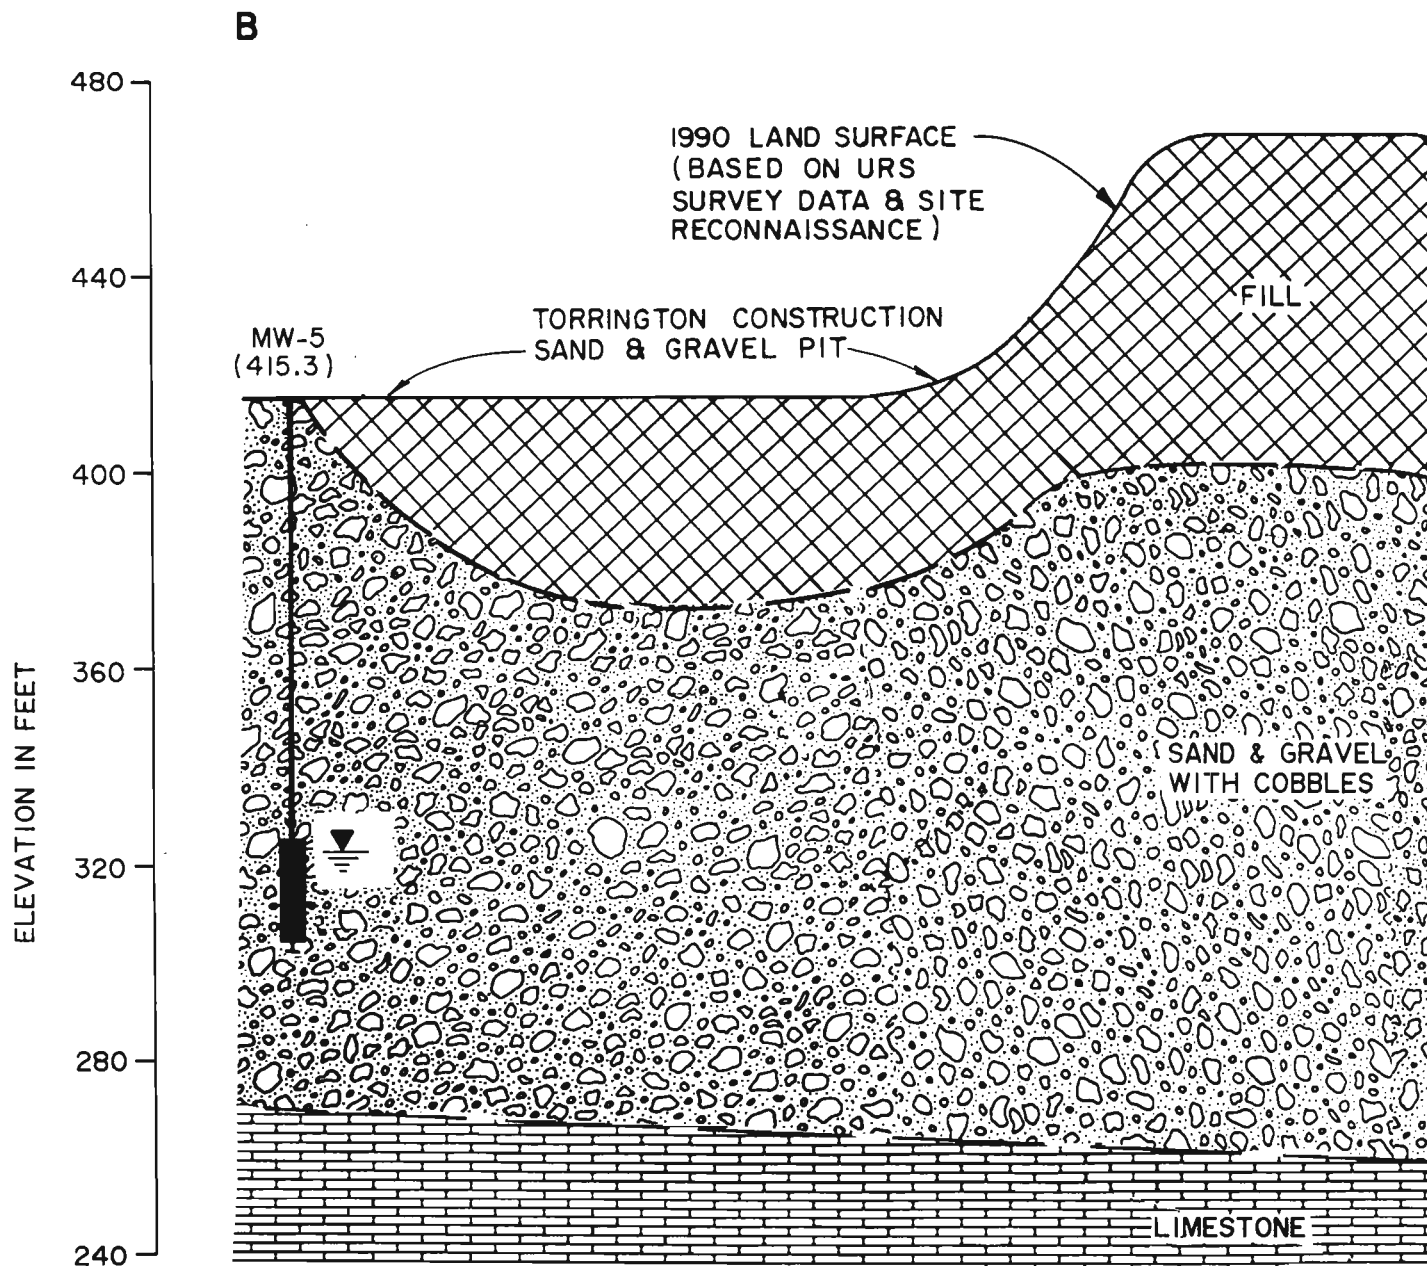 B
480
1990 LAND SURFACE
(BASED ON URS
SURVEY DATA & SITE
RECONNAISSANCE)
440
FILL
TORRINGTON CONSTRUCTION
SAND & GRAVEL PIT
MW-5
(415.3)
400
360
ELEVATION IN FEET
SAND & GRAVEL
WITH COBBLES
320
280
LIMESTONE
240